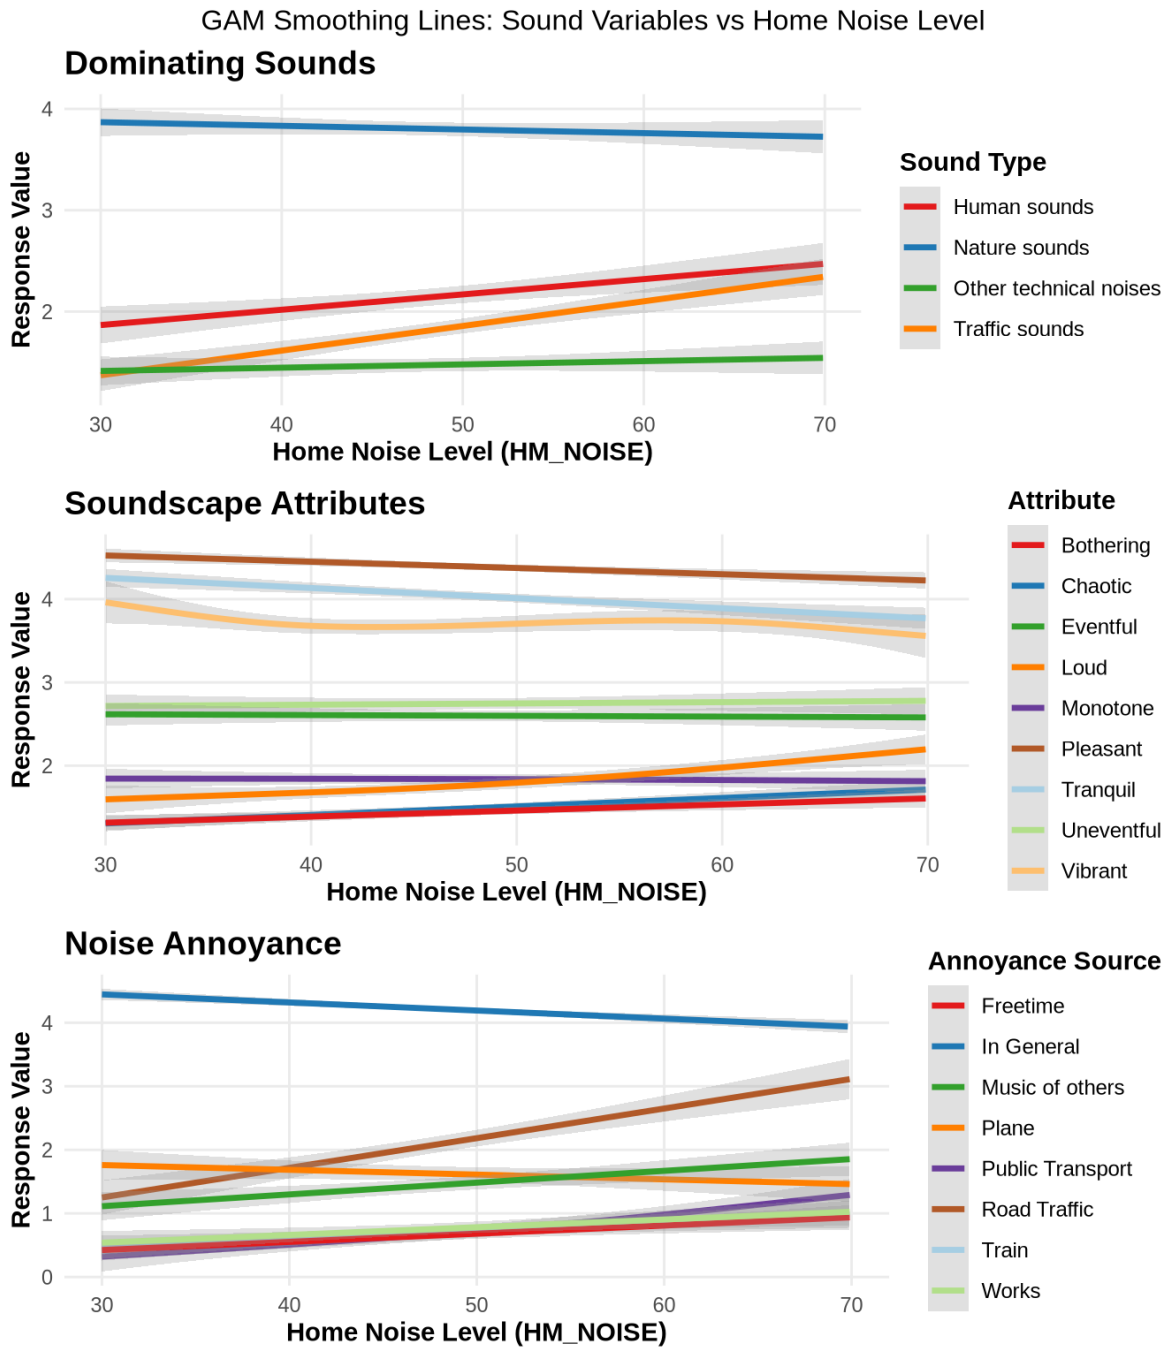 GAM Smoothing Lines: Sound Variables vs Home Noise Level
Dominating Sounds
Response Value
4
3
2
30 40 50 60 70
Home Noise Level (HM_NOISE)
Sound Type
Human sounds
Nature sounds
Other technical noises
Traffic sounds
Soundscape Attributes
Response Value
4
3
2
30 40 50 60 70
Home Noise Level (HM_NOISE)
Attribute
Bothering
Chaotic
Eventful
Loud
Monotone
Pleasant
Tranquil
Uneventful
Vibrant
Noise Annoyance
Response Value
4
3
2
1
0
30 40 50 60 70
Home Noise Level (HM_NOISE)
Annoyance Source
Freetime
In General
Music of others
Plane
Public Transport
Road Traffic
Train
Works